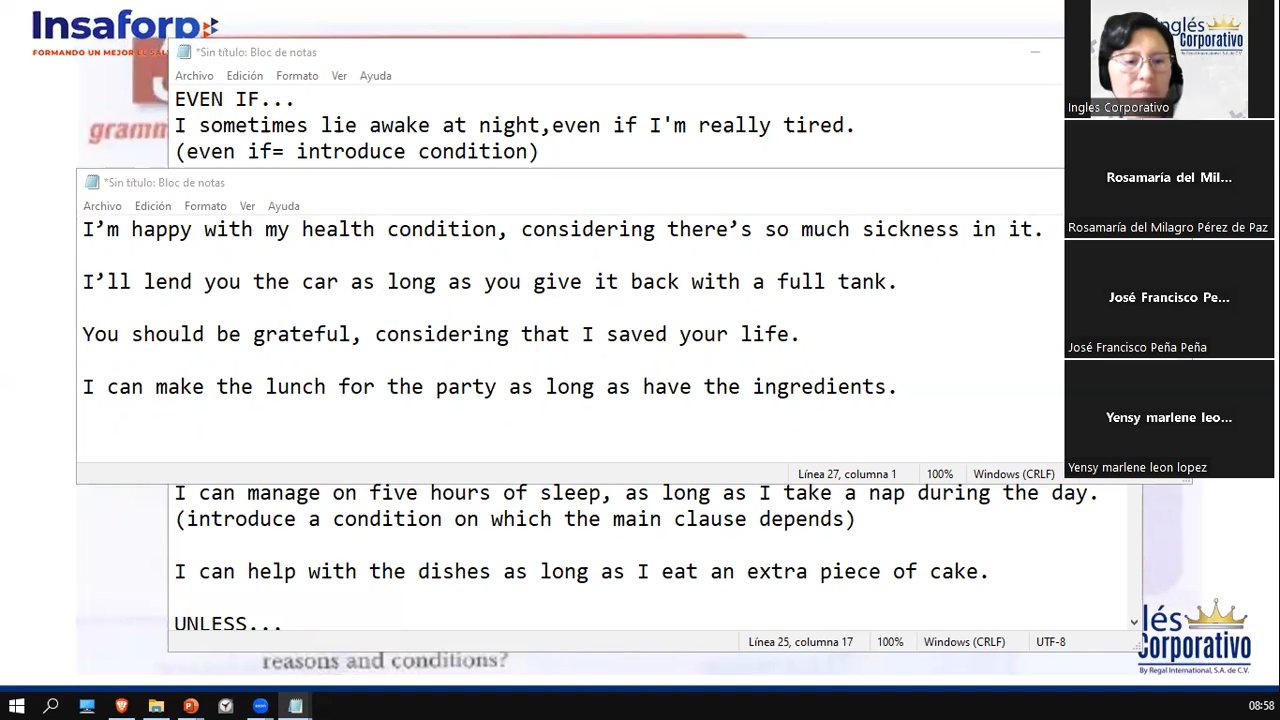 Insaforp
FORMANDO UN MEJOR EL SAL
gramm
*Sin título: Bloc de notas
Archivo Edición Formato Ver Ayuda
EVEN IF...
I sometimes lie awake at night,even if I'm really tired.
(even if= introduce condition)
*Sin título: Bloc de notas
Archivo Edición Formato Ver Ayuda
I’m happy with my health condition, considering there’s so much sickness in it.
I’ll lend you the car as long as you give it back with a full tank.
You should be grateful, considering that I saved your life.
I can make the lunch for the party as long as have the ingredients.
Línea 27, columna 1 100% Windows (CRLF)
I can manage on five hours of sleep, as long as I take a nap during the day.
(introduce a condition on which the main clause depends)
I can help with the dishes as long as I eat an extra piece of cake.
UNLESS...
Línea 25, columna 17 100% Windows (CRLF) UTF-8
reasons and conditions?
Inglés
Corporativo
By Regal International, S.A. de C.V.
Ingles Corporativo
Rosamaría del Mil...
Rosamaría del Milagro Pérez de Paz
José Francisco Pe...
José Francisco Peña Peña
Yensy marlene leo...
Yensy marlene leon lopez
lés
Corporativo
By Regal International, S.A. de C.V.
08:58